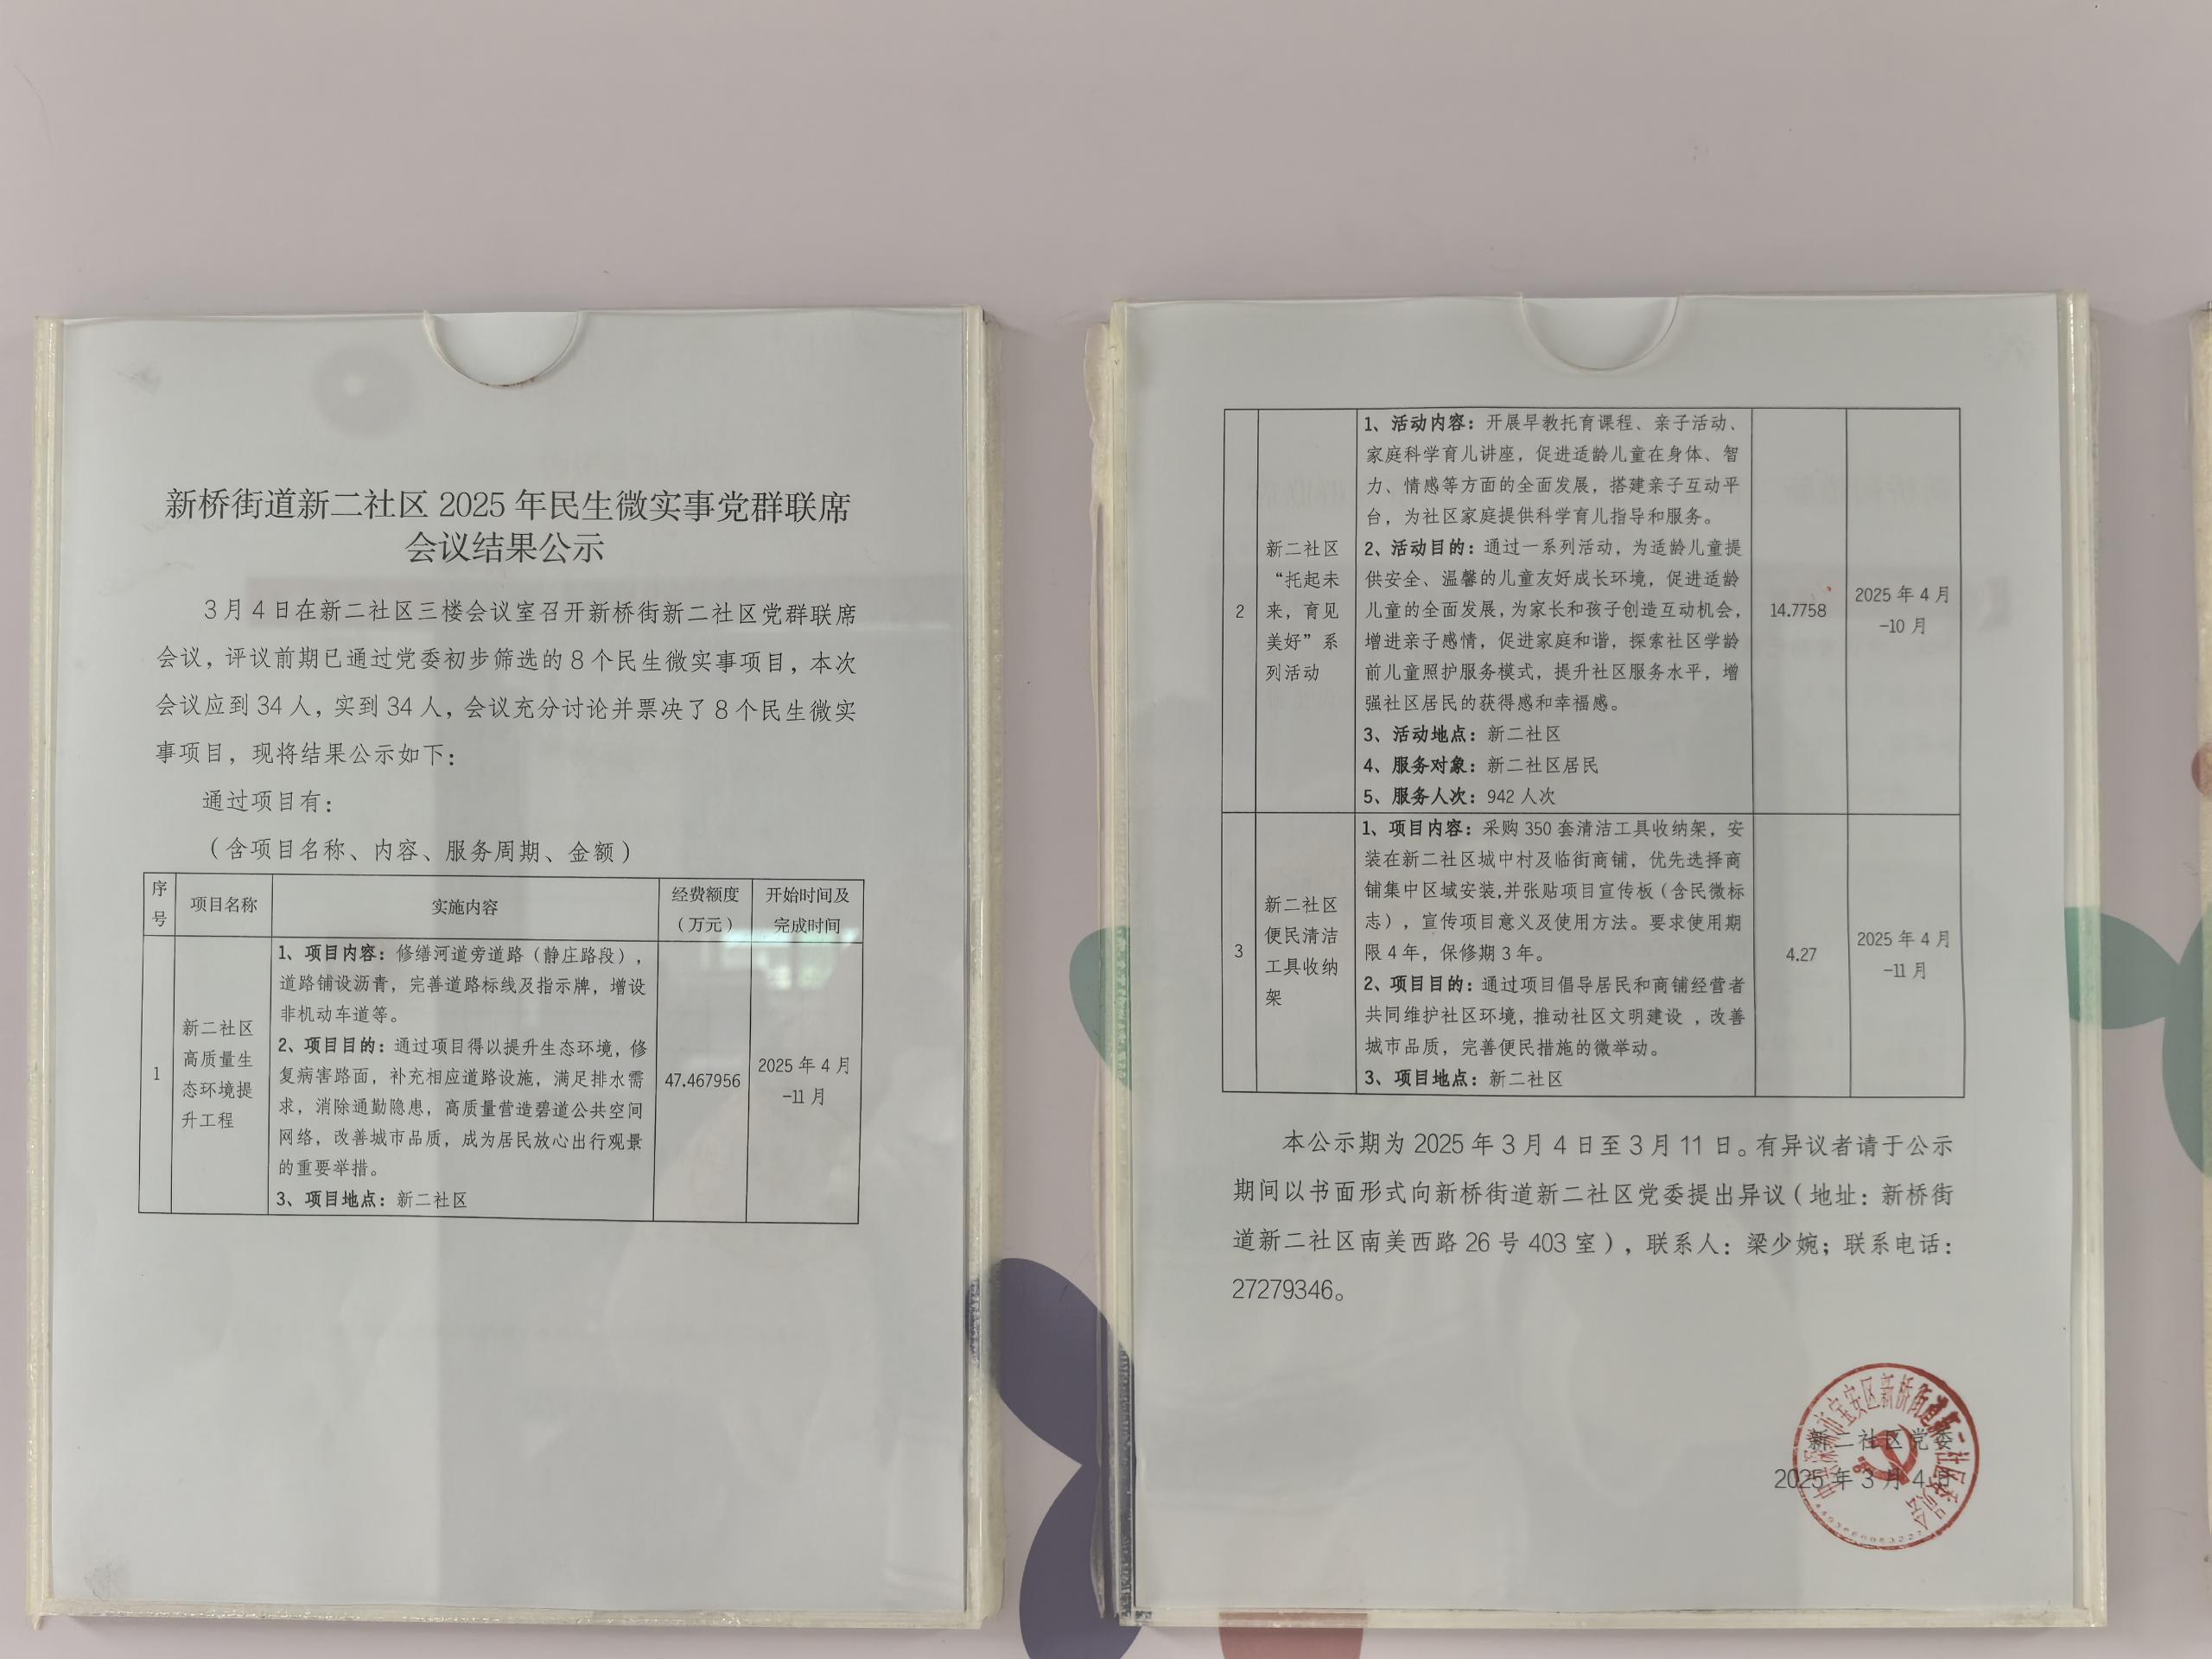 新桥街道新二社区 2025 年民生微实事党群联席
会议结果公示
3 月 4 日在新二社区三楼会议室召开新桥街新二社区党群联席
会议，评议前期已通过党委初步筛选的 8 个民生微实事项目，本次
会议应到 34 人，实到 34 人，会议充分讨论并票决了 8 个民生微实
事项目，现将结果公示如下：
通过项目有：
（含项目名称、内容、服务周期、金额）
序
号
项目名称
实施内容
经费额度
（万元）
开始时间及
完成时间
1
新二社区
高质量生
态环境提
升工程
1、项目内容：修缮河道旁道路（静庄路段），
道路铺设沥青，完善道路标线及指示牌，增设
非机动车道等。
2、项目目的：通过项目得以提升生态环境，修
复病害路面，补充相应道路设施，满足排水需
求，消除通勤隐患，高质量营造碧道公共空间
网络，改善城市品质，成为居民放心出行观景
的重要举措。
3、项目地点：新二社区
47.467956
2025 年 4 月
-11 月
2
新二社区
“托起未
来，育见
美好”系
列活动
1、活动内容：开展早教托育课程、亲子活动、
家庭科学育儿讲座，促进适龄儿童在身体、智
力、情感等方面的全面发展，搭建亲子互动平
台，为社区家庭提供科学育儿指导和服务。
2、活动目的：通过一系列活动，为适龄儿童提
供安全、温馨的儿童友好成长环境，促进适龄
儿童的全面发展，为家长和孩子创造互动机会，
增进亲子感情，促进家庭和谐，探索社区学龄
前儿童照护服务模式，提升社区服务水平，增
强社区居民的获得感和幸福感。
3、活动地点：新二社区
4、服务对象：新二社区居民
5、服务人次：942 人次
14.7758
2025 年 4 月
-10 月
3
新二社区
便民清洁
工具收纳
架
1、项目内容：采购 350 套清洁工具收纳架，安
装在新二社区城中村及临街商铺，优先选择商
铺集中区域安装,并张贴项目宣传板（含民微标
志），宣传项目意义及使用方法。要求使用期
限 4 年，保修期 3 年。
2、项目目的：通过项目倡导居民和商铺经营者
共同维护社区环境，推动社区文明建设 ，改善
城市品质，完善便民措施的微举动。
3、项目地点：新二社区
4.27
2025 年 4 月
-11 月
本公示期为 2025 年 3 月 4 日至 3 月 11 日。有异议者请于公示
期间以书面形式向新桥街道新二社区党委提出异议（地址：新桥街
道新二社区南美西路 26 号 403 室），联系人：梁少婉；联系电话：
27279346。
新二社区党委
2025 年 3 月 4 日
市宝安区新桥街道新二社区委员会